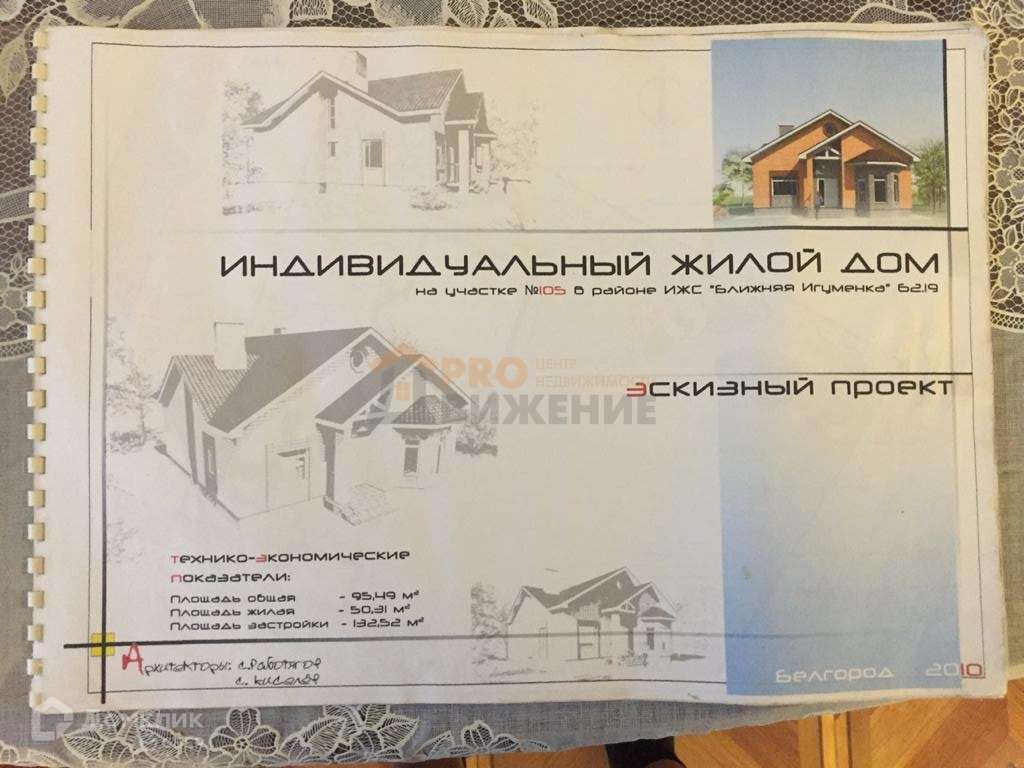 ИНДИВИДУАЛЬНЫЙ ЖИЛОЙ ДОМ
на участке №105 в районе ИЖС "Ближняя Игуменка" 62.19
PRO ЦЕНТР
НЕДВИЖИМОСТИ
ДВИЖЕНИЕ
Эскизный проект
Технико-экономические
показатели:
Площадь общая - 95,49 м²
Площадь жилая - 50,31 м²
Площадь застройки - 132,52 м²
Архитекторы: С. Работягов
С. Киселёв
Белгород 2010
Домклик